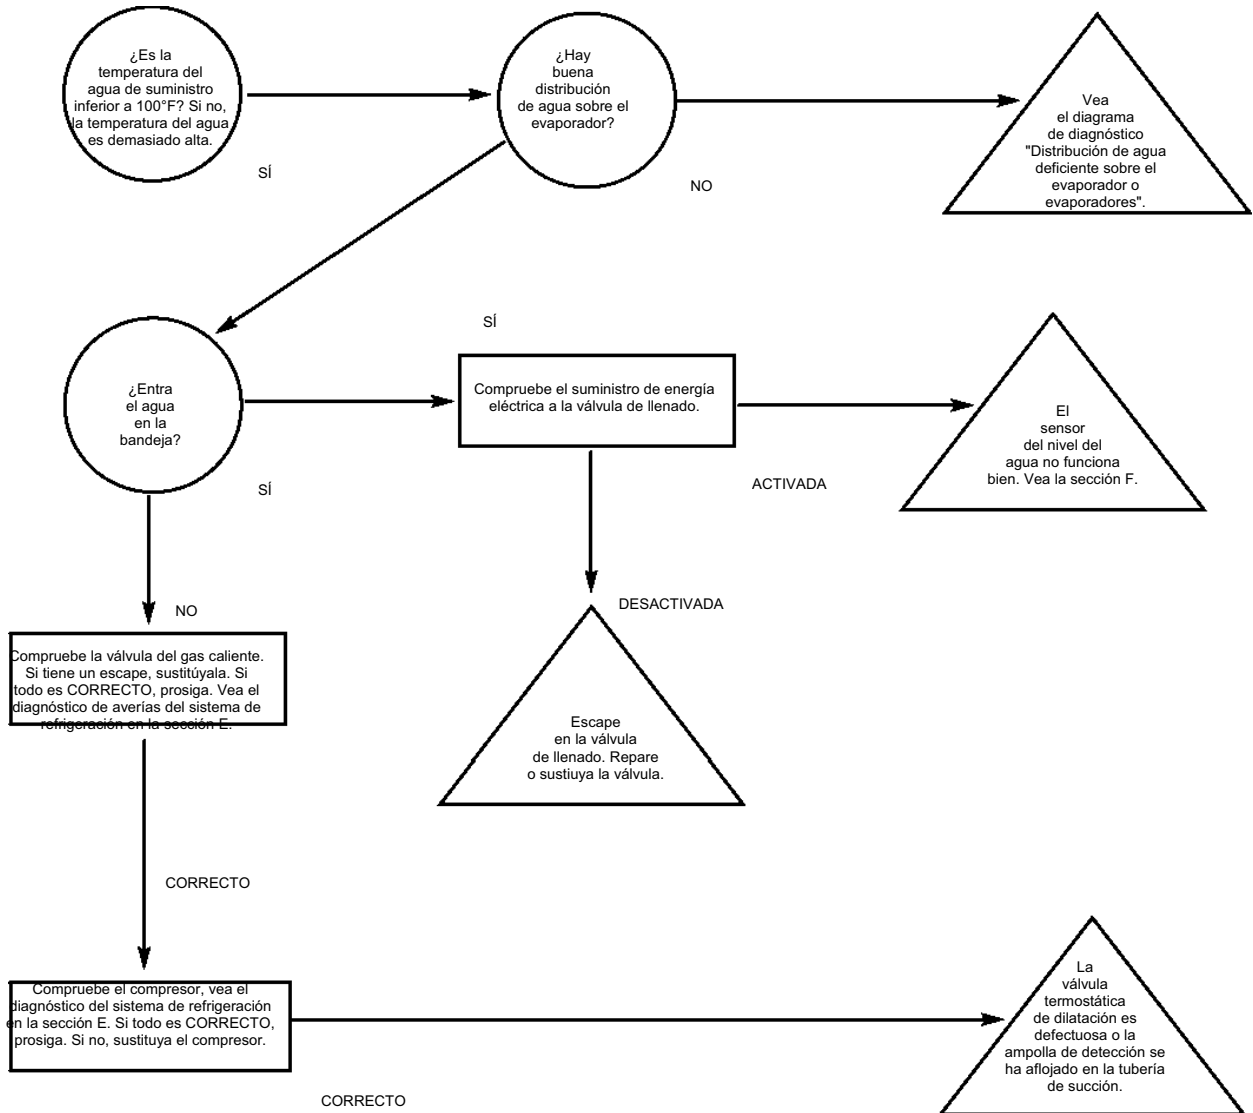 ¿Es la
temperatura del
agua de suministro
inferior a 100°F? Si no,
la temperatura del agua
es demasiado alta.
SÍ
¿Hay
buena
distribución
de agua sobre el
evaporador?
NO
Vea
el diagrama
de diagnóstico
"Distribución de agua
deficiente sobre el
evaporador o
evaporadores".
SÍ
¿Entra
el agua
en la
bandeja?
SÍ
Compruebe el suministro de energía
eléctrica a la válvula de llenado.
ACTIVADA
El
sensor
del nivel del
agua no funciona
bien. Vea la sección F.
DESACTIVADA
NO
Compruebe la válvula del gas caliente.
Si tiene un escape, sustitúyala. Si
todo es CORRECTO, prosiga. Vea el
diagnóstico de averías del sistema de
refrigeración en la sección E.
Escape
en la válvula
de llenado. Repare
o sustiuya la válvula.
CORRECTO
Compruebe el compresor, vea el
diagnóstico del sistema de refrigeración
en la sección E. Si todo es CORRECTO,
prosiga. Si no, sustituya el compresor.
CORRECTO
La
válvula
termostática
de dilatación es
defectuosa o la
ampolla de detección se
ha aflojado en la tubería
de succión.